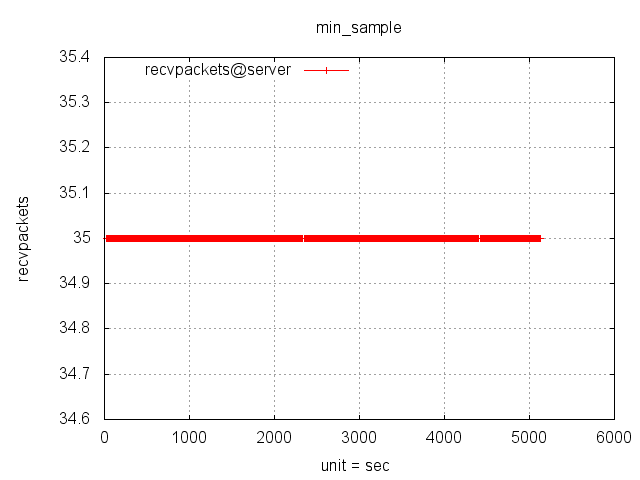 min_sample
35.4
recvpackets@server
35.3
35.2
35.1
35
34.9
34.8
34.7
34.6
recvpackets
0 1000 2000 3000 4000 5000 6000
unit = sec